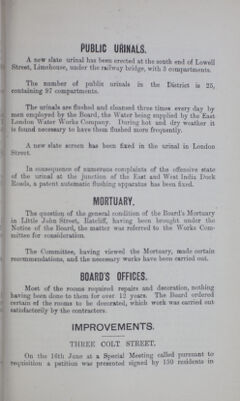 PUBLIC URINALS.
A new slate urinal has been erected at the south end of Lowell
Street, Limehouse, under the railway bridge, with 3 compartments.
The number of public urinals in the District is 25,
containing 97 compartments.
The urinals are flushed and cleansed three times every day by
men employed by the Board, the Water being supplied by the East
London Water Works Company. During hot and dry weather it
is found necessary to have them flushed more frequently.
A new slate screen has been fixed in the urinal in London
Street.
In consequence of numerous complaints of the offensive state
of the urinal at the junction of the East and West India Dock
Roads, a patent automatic flushing apparatus has been fixed.
MORTUARY.
The question of the general condition of the Board's Mortuary
in Little John Street, Ratcliff, having been brought under the
Notice of the Board, the matter was referred to the Works Com-
mittee for consideration.
The Committee, having viewed the Mortuary, made certain
recommendations, and the necessary works have been carried out.
BOARD'S OFFICES.
Most of the rooms required repairs and decoration, nothing
having been done to them for over 12 years. The Board ordered
certain of the rooms to be decorated, which work was carried out
satisfactorily by the contractors.
IMPROVEMENTS.
THREE COLT STREET.
On the 16th June at a Special Meeting called pursuant to
requisition a petition was presented signed by 150 residents in